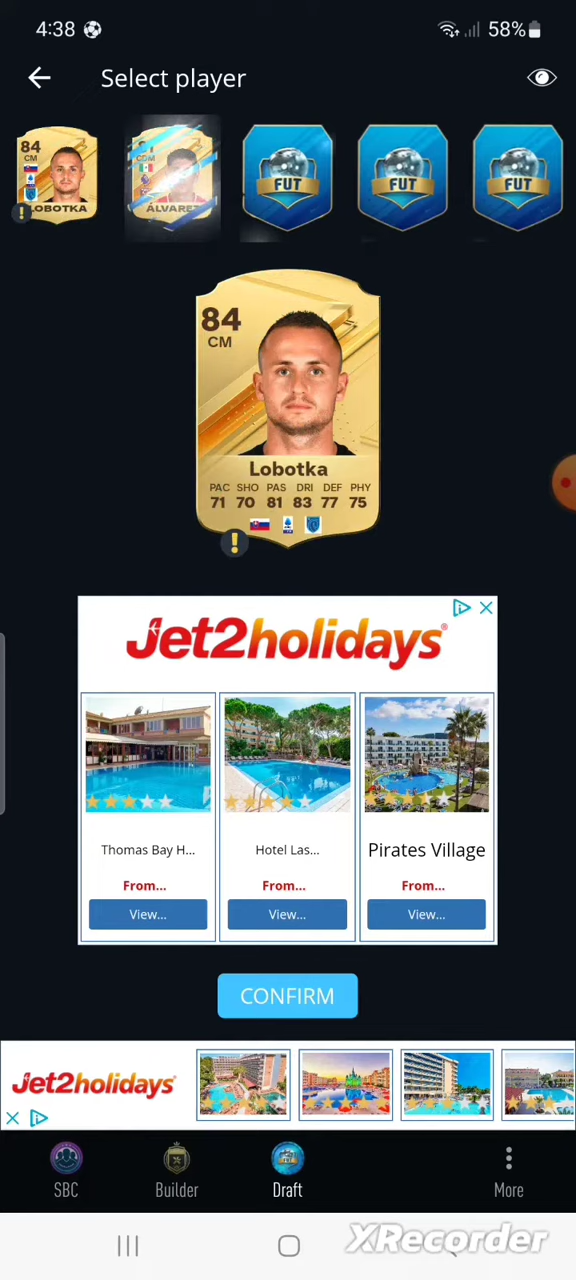 4:38
58%
Select player
84
CM
LOBOTKA
CDM
ÁLVAREZ
FUT
FUT
FUT
84
CM
Lobotka
PAC SHO PAS DRI DEF PHY
71 70 81 83 77 75
!
Jet2holidays®
Thomas Bay H...
Hotel Las...
Pirates Village
From...
From...
From...
View...
View...
View...
CONFIRM
Jet2holidays
SBC
Builder
Draft
More
XRecorder